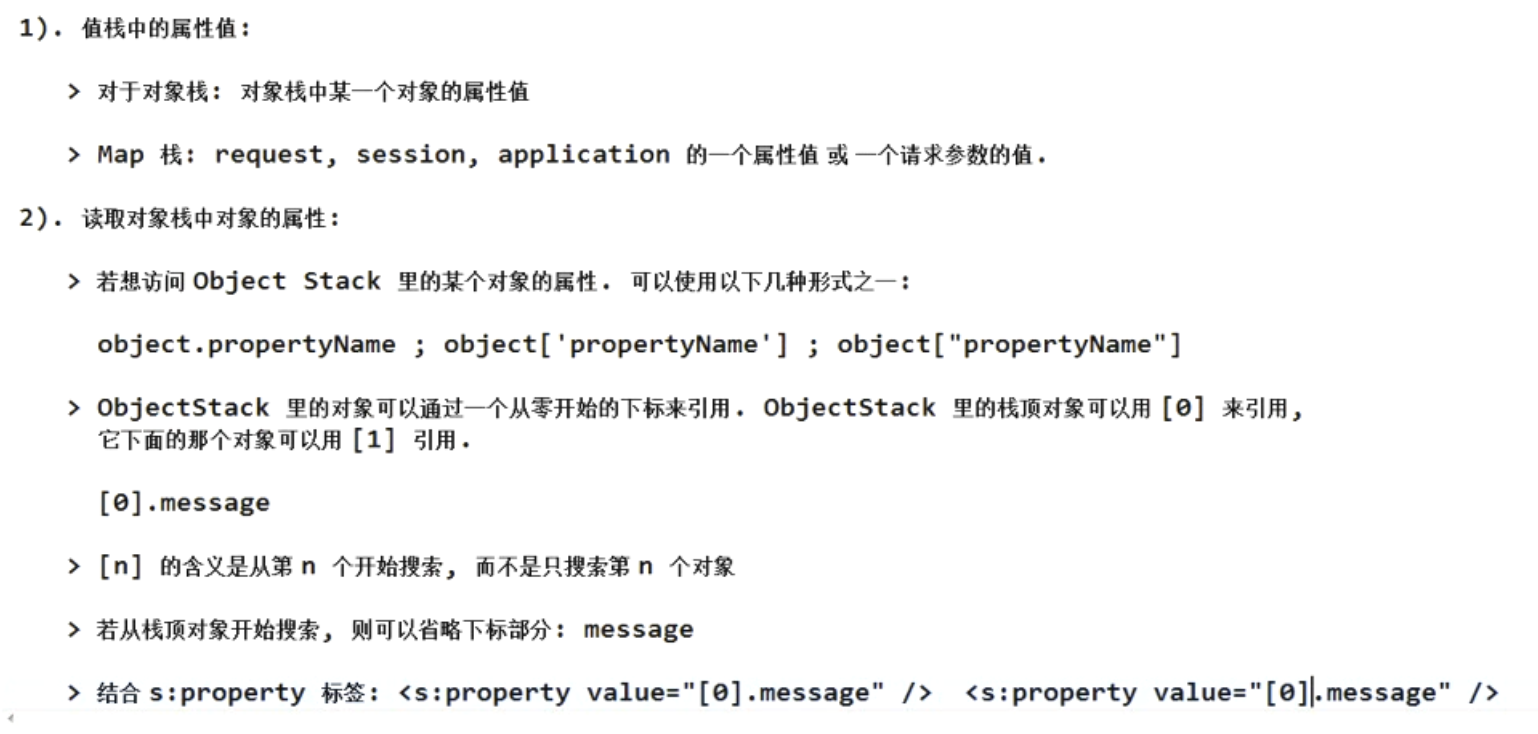 1). 值栈中的属性值:
> 对于对象栈: 对象栈中某一个对象的属性值
> Map 栈: request, session, application 的一个属性值 或 一个请求参数的值.
2). 读取对象栈中对象的属性:
> 若想访问 Object Stack 里的某个对象的属性. 可以使用以下几种形式之一:
object.propertyName ; object['propertyName'] ; object["propertyName"]
> ObjectStack 里的对象可以通过一个从零开始的下标来引用. ObjectStack 里的栈顶对象可以用 [0] 来引用,
它下面的那个对象可以用 [1] 引用.
[0].message
> [n] 的含义是从第 n 个开始搜索, 而不是只搜索第 n 个对象
> 若从栈顶对象开始搜索, 则可以省略下标部分: message
> 结合 s:property 标签: <s:property value="[0].message" /> <s:property value="[0].message" />